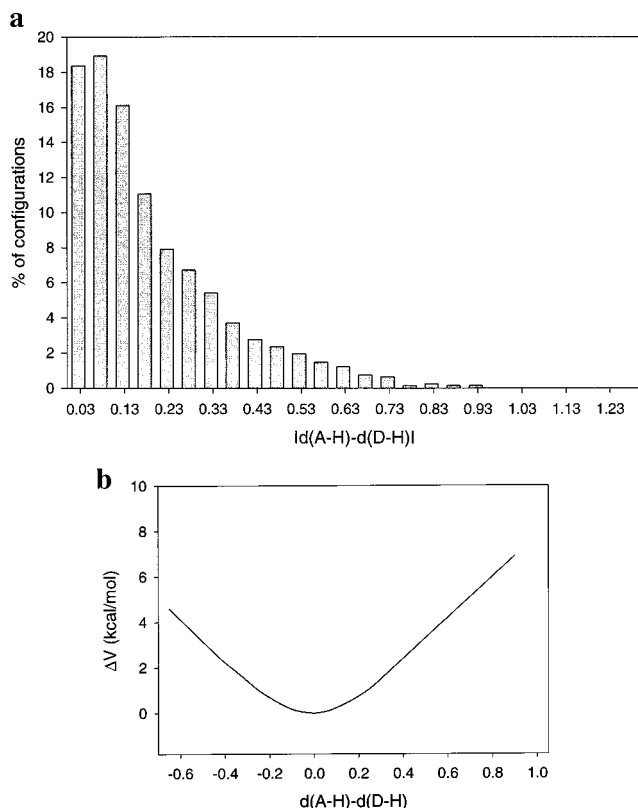 a
20
18
16
14
12
10
8
6
4
2
0
% of configurations
0.03 0.13 0.23 0.33 0.43 0.53 0.63 0.73 0.83 0.93 1.03 1.13 1.23
|d(A-H)-d(D-H)|
b
10
8
6
4
2
0
ΔV (kcal/mol)
-0.6 -0.4 -0.2 0.0 0.2 0.4 0.6 0.8 1.0
d(A-H)-d(D-H)